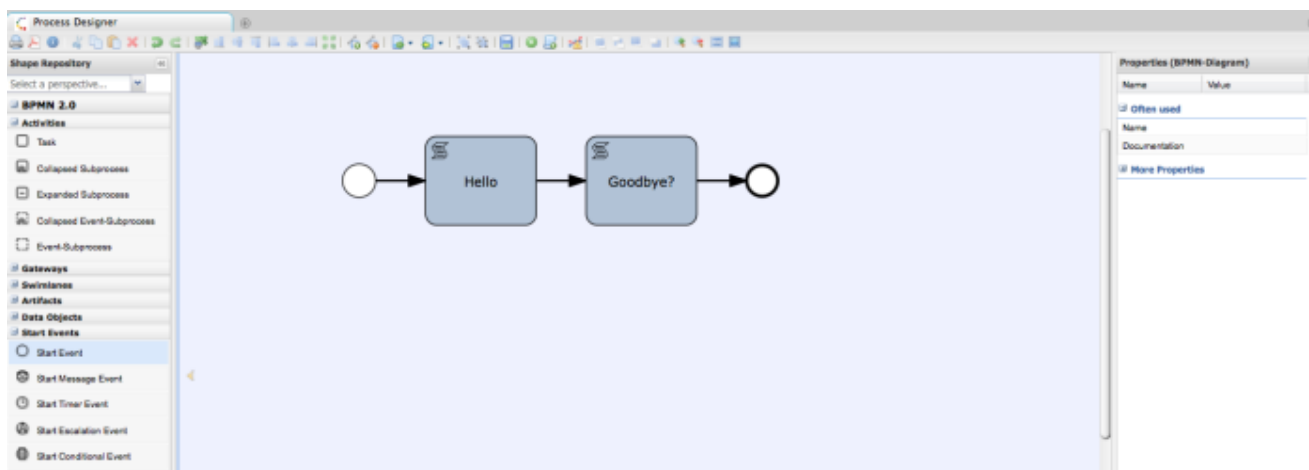 Process Designer
Shape Repository
Select a perspective...
BPMN 2.0
Activities
Task
Collapsed Subprocess
Expanded Subprocess
Collapsed Event-Subprocess
Event-Subprocess
Gateways
Swimlanes
Artifacts
Data Objects
Start Events
Start Event
Start Message Event
Start Timer Event
Start Escalation Event
Start Conditional Event
Hello
Goodbye?
Properties (BPMN-Diagram)
Name Value
Often used
Name
Documentation
More Properties